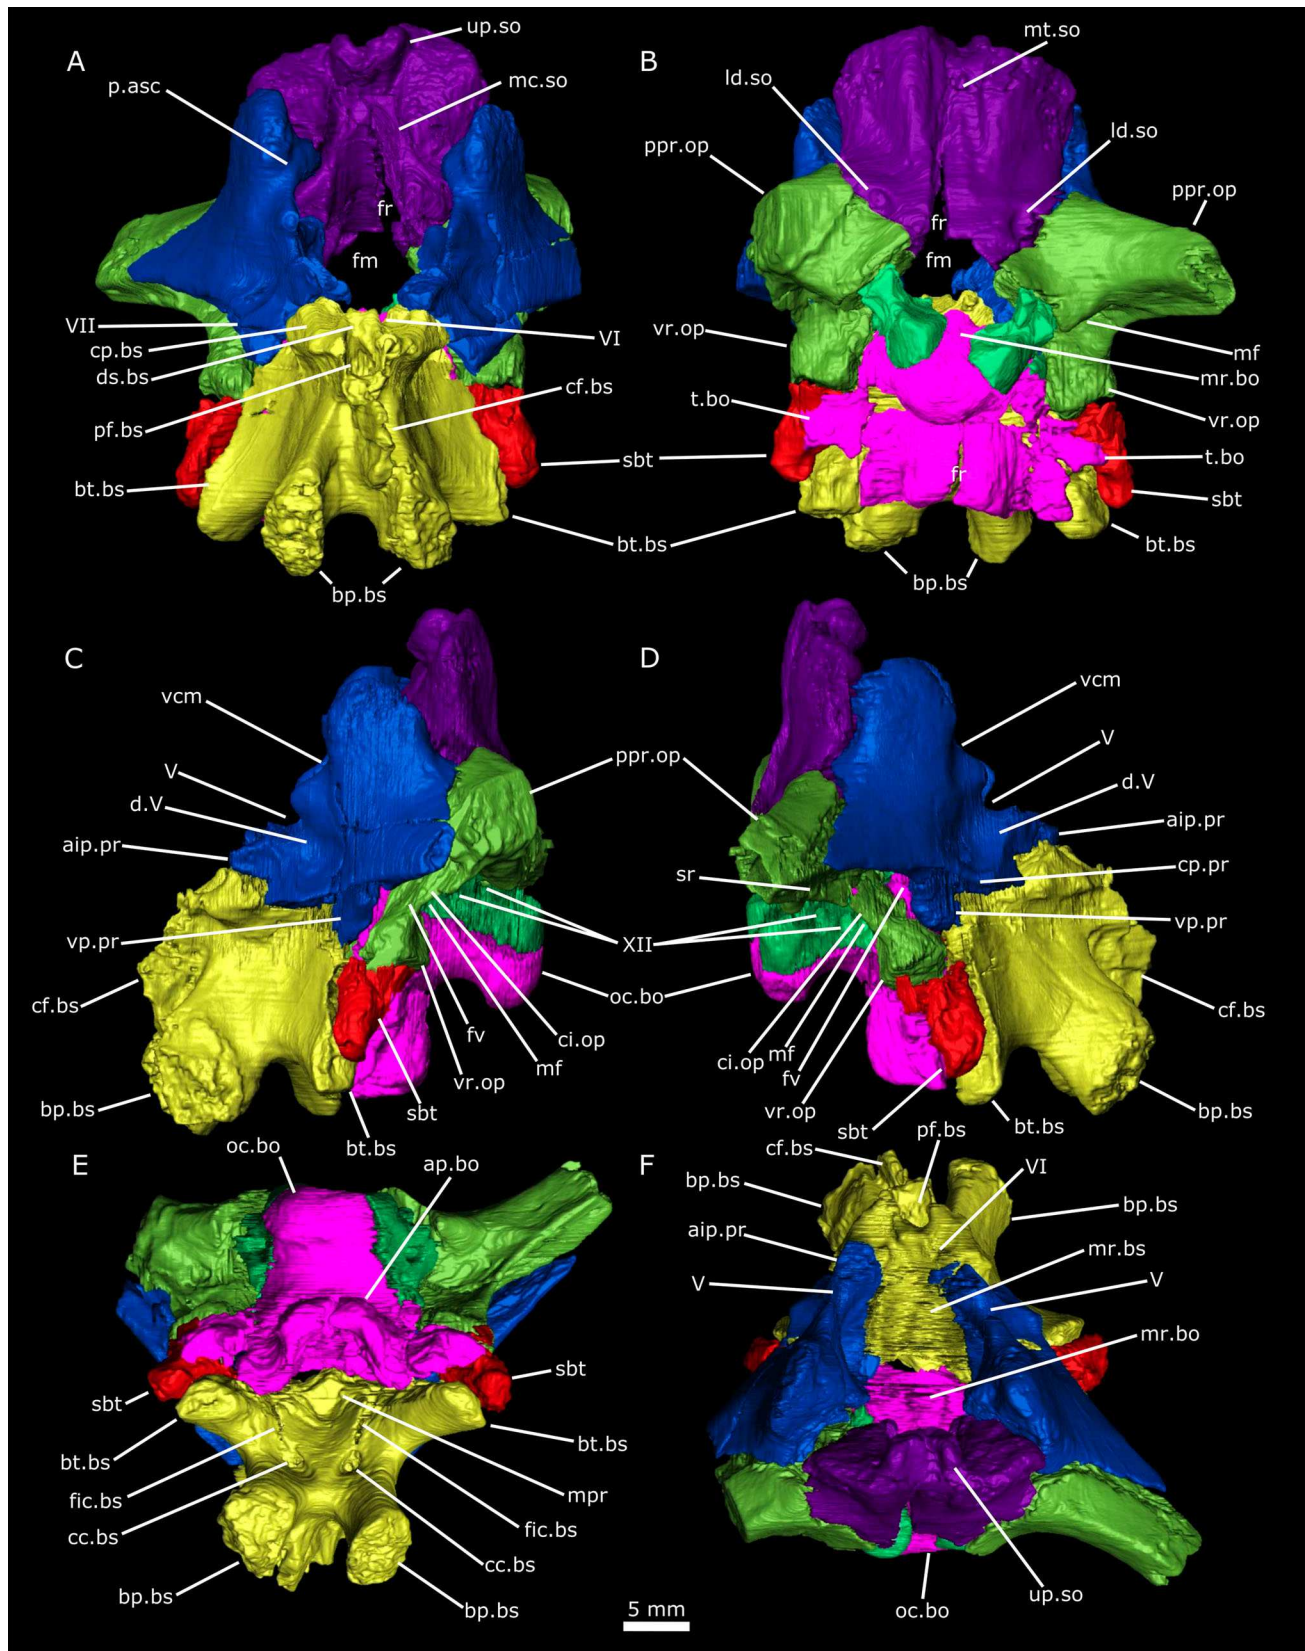 A
up.so
p.asc
mc.so
fr
fm
VII
cp.bs
ds.bs
VI
cf.bs
pf.bs
bt.bs
sbt
bt.bs
bp.bs
B
mt.so
ld.so
ld.so
ppr.op
ppr.op
fr
fm
vr.op
mf
mr.bo
t.bo
vr.op
t.bo
fr
sbt
bt.bs
bp.bs
C
vcm
V
d.V
aip.pr
ppr.op
vp.pr
XII
cf.bs
oc.bo
fv
ci.op
mf
vr.op
sbt
bp.bs
bt.bs
D
vcm
V
d.V
aip.pr
sr
cp.pr
vp.pr
cf.bs
ci.op
mf
fv
vr.op
sbt
bp.bs
bt.bs
E
oc.bo
ap.bo
sbt
sbt
bt.bs
bt.bs
fic.bs
mpr
cc.bs
fic.bs
cc.bs
bp.bs
bp.bs
F
cf.bs
pf.bs
VI
bp.bs
bp.bs
aip.pr
mr.bs
V
V
mr.bo
up.so
oc.bo
5 mm